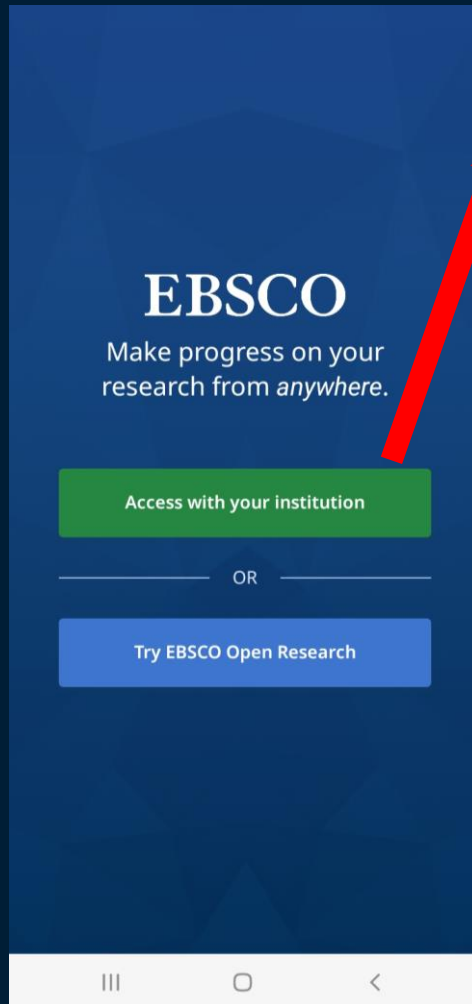 EBSCO
Make progress on your
research from anywhere.
Access with your institution
OR
Try EBSCO Open Research